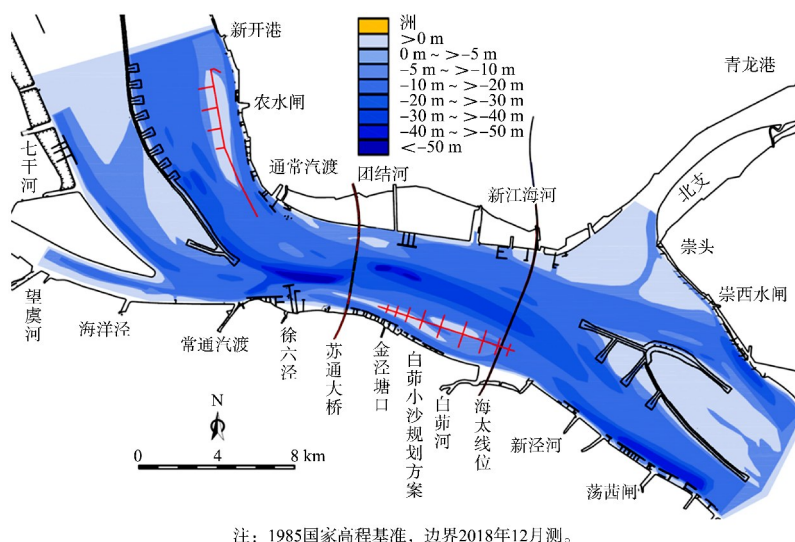 新开港
农水闸
七干河
通常汽渡
团结河
新江海河
青龙港
北支
崇头
崇西水闸
洲
>0 m
0 m ~ >-5 m
-5 m ~ >-10 m
-10 m ~ >-20 m
-20 m ~ >-30 m
-30 m ~ >-40 m
-40 m ~ >-50 m
<-50 m
望虞河
海洋泾
常通汽渡
徐六泾
苏通大桥
金泾塘口
白茆小沙规划方案
白茆河
海太线位
新泾河
荡茜闸
N
0 4 8 km
注：1985国家高程基准，边界2018年12月测。